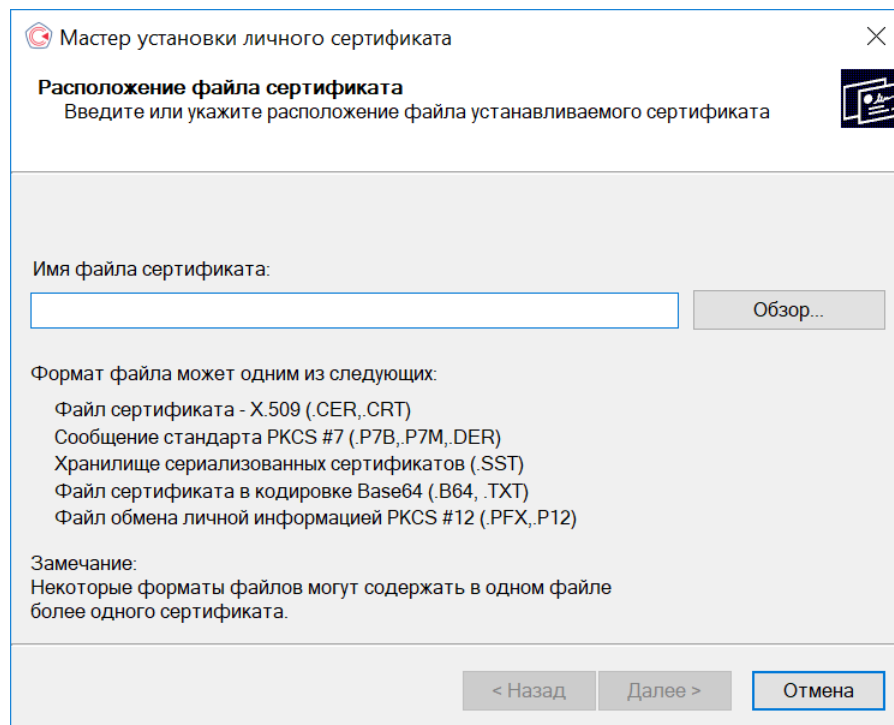 Мастер установки личного сертификата
Расположение файла сертификата
Введите или укажите расположение файла устанавливаемого сертификата
Имя файла сертификата:
Обзор...
Формат файла может одним из следующих:
Файл сертификата - X.509 (.CER,.CRT)
Сообщение стандарта PKCS #7 (.P7B,.P7M,.DER)
Хранилище сериализованных сертификатов (.SST)
Файл сертификата в кодировке Base64 (.B64, .TXT)
Файл обмена личной информацией PKCS #12 (.PFX,.P12)
Замечание:
Некоторые форматы файлов могут содержать в одном файле
более одного сертификата.
< Назад Далее > Отмена